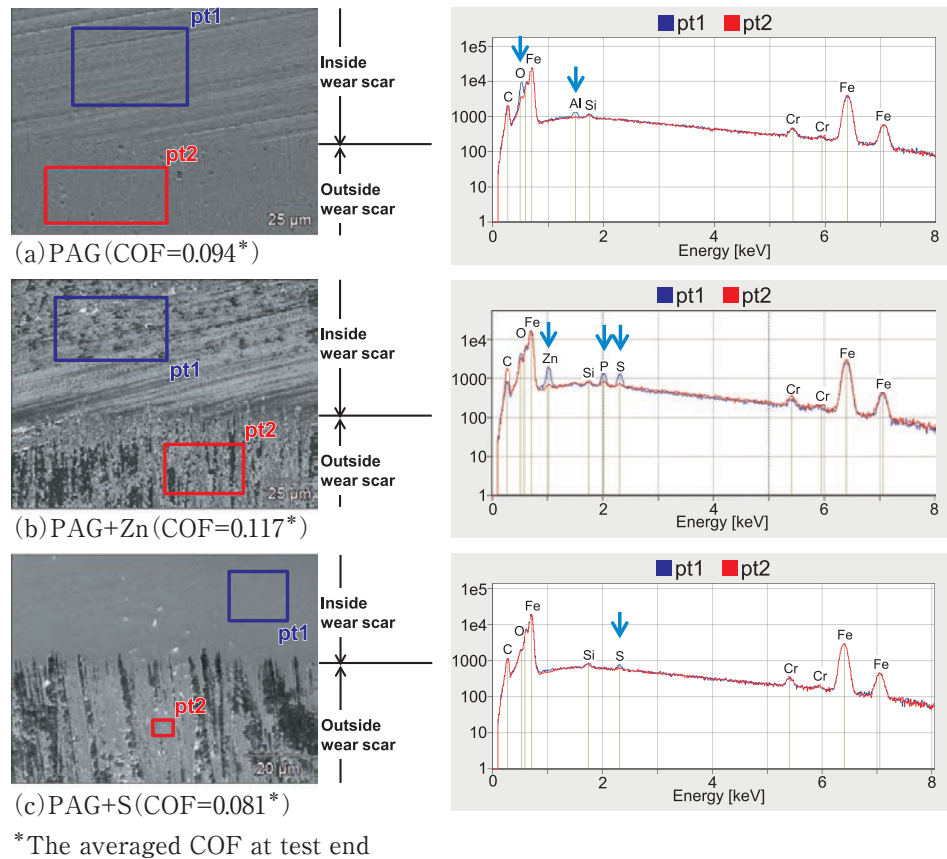 pt1
Inside
wear scar
pt2
Outside
wear scar
25 µm
(a)PAG(COF=0.094*)
pt1 pt2
1e5
1e4
1000
100
10
1
C
O
Fe
Al
Si
Cr
Cr
Fe
Fe
0 2 4 6 8
Energy [keV]
pt1
Inside
wear scar
pt2
Outside
wear scar
25 µm
(b)PAG+Zn(COF=0.117*)
pt1 pt2
1e4
1000
100
10
1
C
O
Fe
Zn
Si
P
S
Cr
Cr
Fe
Fe
0 2 4 6 8
Energy [keV]
pt1
Inside
wear scar
pt2
Outside
wear scar
20 µm
(c)PAG+S(COF=0.081*)
pt1 pt2
1e5
1e4
1000
100
10
1
C
O
Fe
Si
S
Cr
Cr
Fe
Fe
0 2 4 6 8
Energy [keV]
*The averaged COF at test end